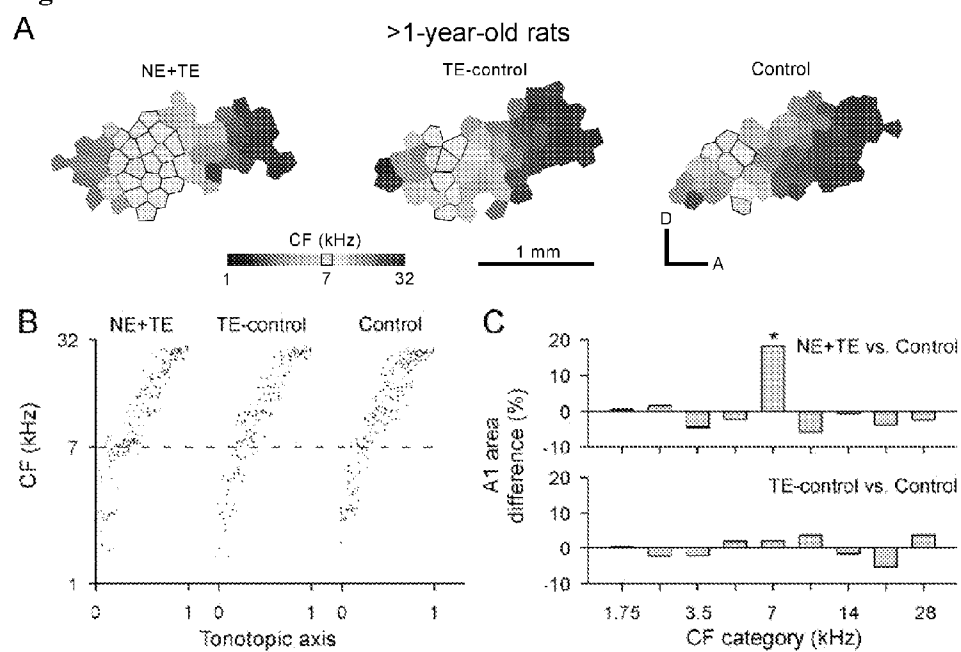 A
>1-year-old rats
NE+TE
TE-control
Control
CF (kHz)
1 7 32
1 mm
D
A
B
NE+TE TE-control Control
32
7
1
CF (kHz)
0 1 0 1 0 1
Tonotopic axis
C
NE+TE vs. Control
*
20
10
0
-10
A1 area
difference (%)
TE-control vs. Control
20
10
0
-10
1.75 3.5 7 14 28
CF category (kHz)